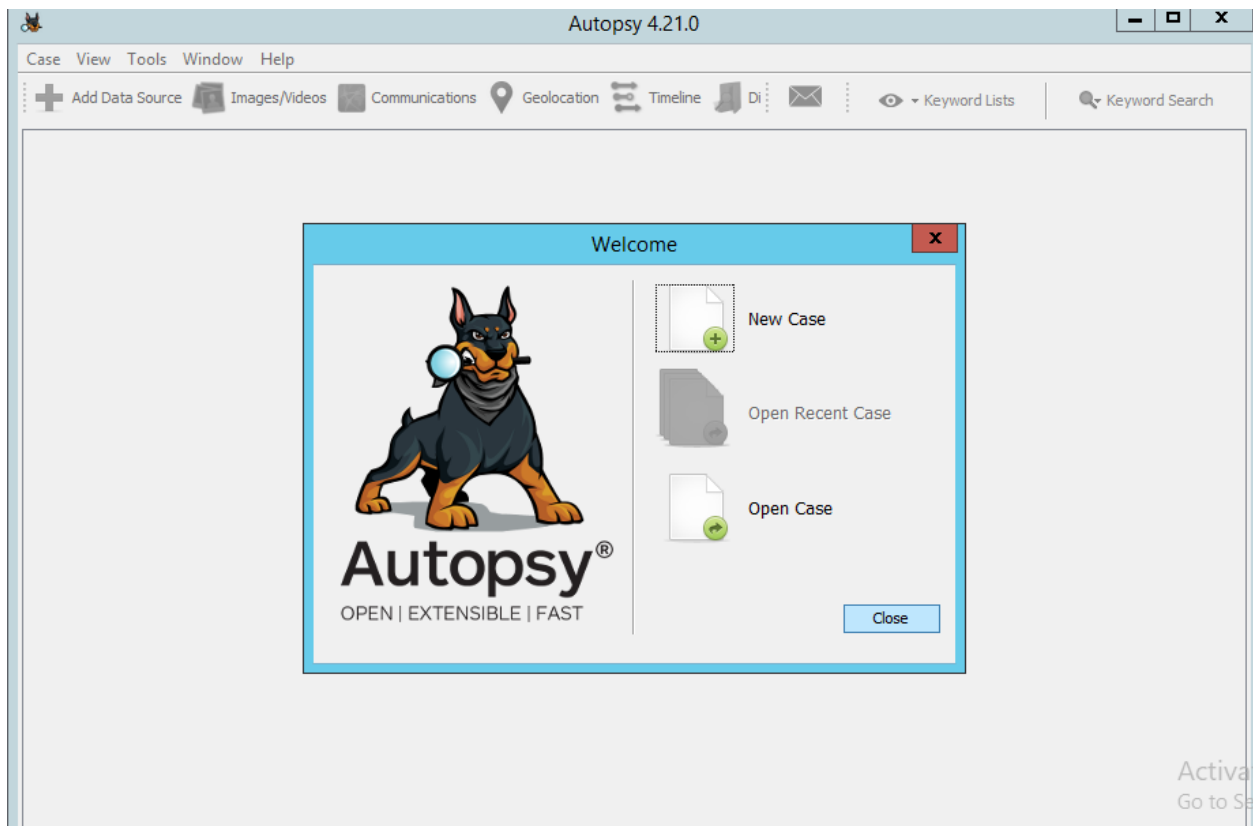 Autopsy 4.21.0
Case View Tools Window Help
Add Data Source Images/Videos Communications Geolocation Timeline Di Keyword Lists Keyword Search
Welcome
New Case
Open Recent Case
Open Case
Autopsy®
OPEN | EXTENSIBLE | FAST
Close
Activa
Go to Se